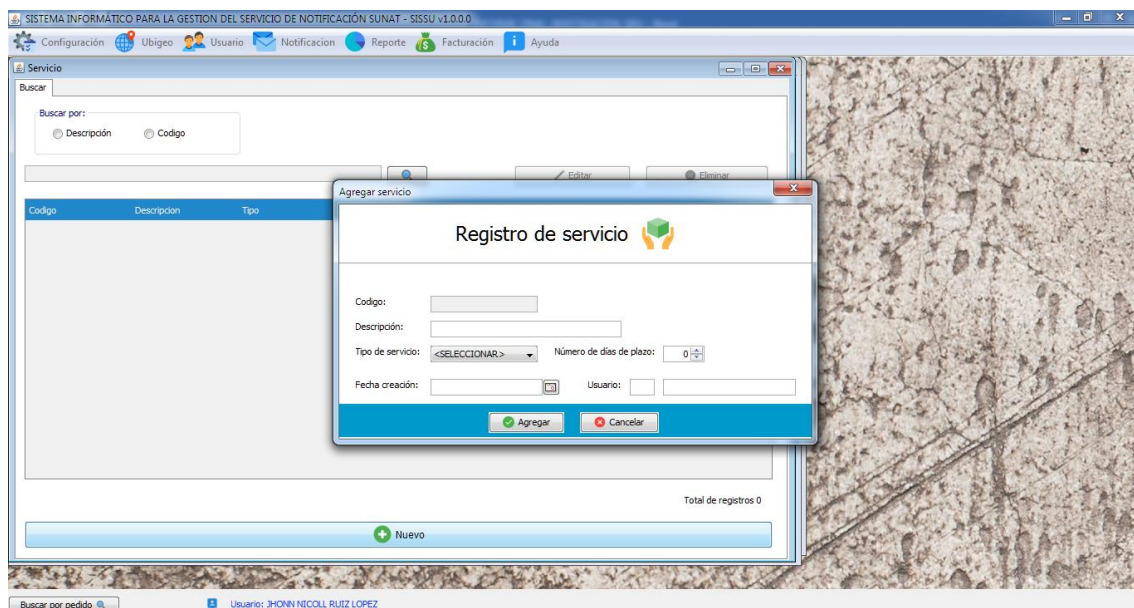 SISTEMA INFORMÁTICO PARA LA GESTION DEL SERVICIO DE NOTIFICACIÓN SUNAT - SISSU v1.0.0.0
Configuración Ubigeo Usuario Notificacion Reporte Facturación Ayuda
Servicio
Buscar
Buscar por:
Descripción Codigo
Editar Eliminar
Codigo Descripcion Tipo
Agregar servicio
Registro de servicio
Codigo:
Descripción:
Tipo de servicio: <SELECCIONAR> Número de días de plazo: 0
Fecha creación: Usuario:
Agregar Cancelar
Total de registros 0
Nuevo
Buscar por pedido Usuario: JHONN NICOLL RUIZ LOPEZ